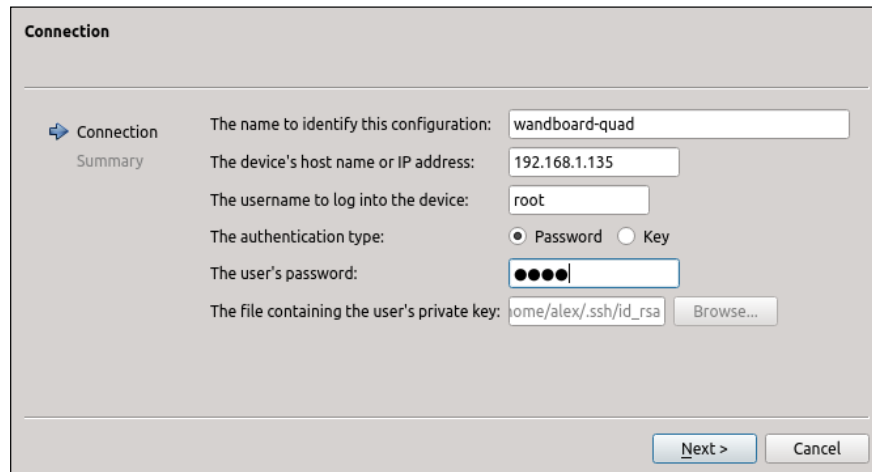 Connection
Connection
Summary
The name to identify this configuration: wandboard-quad
The device's host name or IP address: 192.168.1.135
The username to log into the device: root
The authentication type: Password Key
The user's password: ●●●●
The file containing the user's private key: home/alex/.ssh/id_rsa Browse...
Next > Cancel